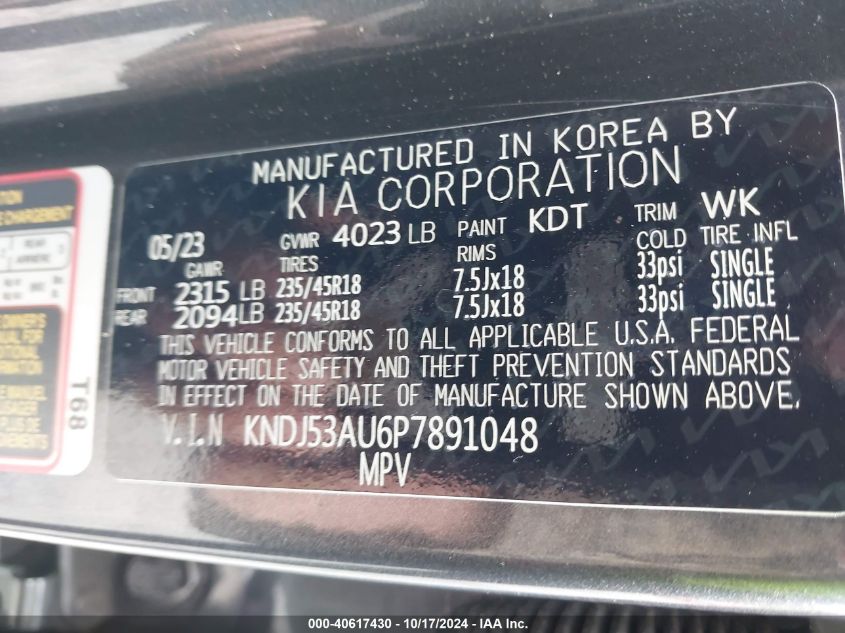 MANUFACTURED IN KOREA BY
KIA CORPORATION
05/23 GVWR 4023 LB PAINT KDT TRIM WK
GAWR TIRES RIMS COLD TIRE INFL
FRONT 2315 LB 235/45R18 7.5Jx18 33psi SINGLE
REAR 2094 LB 235/45R18 7.5Jx18 33psi SINGLE
THIS VEHICLE CONFORMS TO ALL APPLICABLE U.S.A. FEDERAL
MOTOR VEHICLE SAFETY AND THEFT PREVENTION STANDARDS
IN EFFECT ON THE DATE OF MANUFACTURE SHOWN ABOVE.
V.I.N KNDJ53AU6P7891048
MPV
REAR
T68
000-40617430 - 10/17/2024 - IAA Inc.